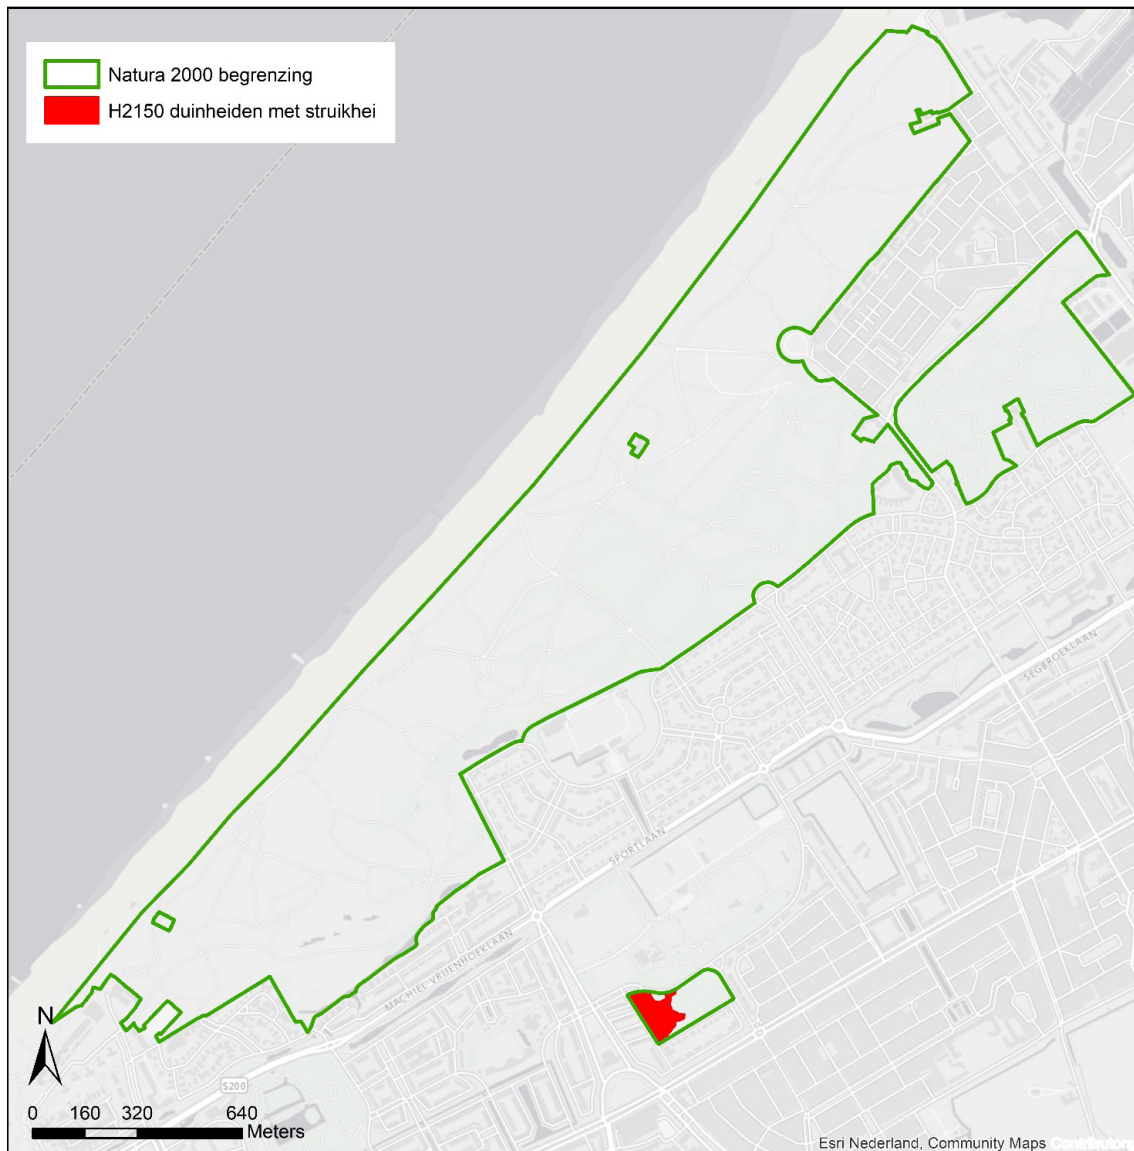 Natura 2000 begrenzing
H2150 duinheiden met struikhei
SEGBROEKLAAN
SPORTLAAN
MACHIEL VRIJENHOEKLAAN
N
S200
0 160 320 640
Meters
Esri Nederland, Community Maps Contributors